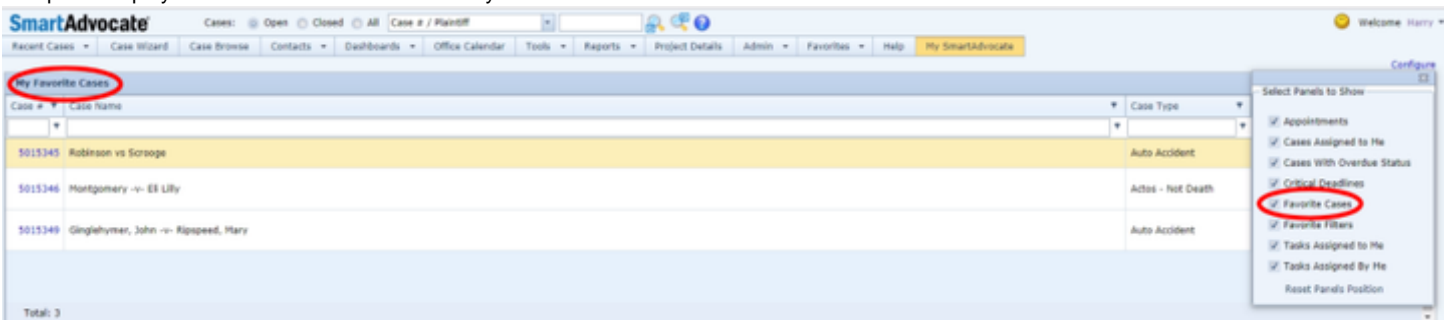 SmartAdvocate Cases: Open Closed All Case # / Plaintiff Welcome Harry
Recent Cases Case Wizard Case Browse Contacts Dashboards Office Calendar Tools Reports Project Details Admin Favorites Help My SmartAdvocate
Configure
My Favorite Cases
Case # Case Name Case Type
5015345 Robinson vs Scrooge Auto Accident
5015346 Montgomery -v- Eli Lilly Actos - Not Death
5015349 Ginglehymer, John -v- Ripspeed, Mary Auto Accident
Total: 3
Select Panels to Show
Appointments
Cases Assigned to Me
Cases With Overdue Status
Critical Deadlines
Favorite Cases
Favorite Filters
Tasks Assigned to Me
Tasks Assigned By Me
Reset Panels Position